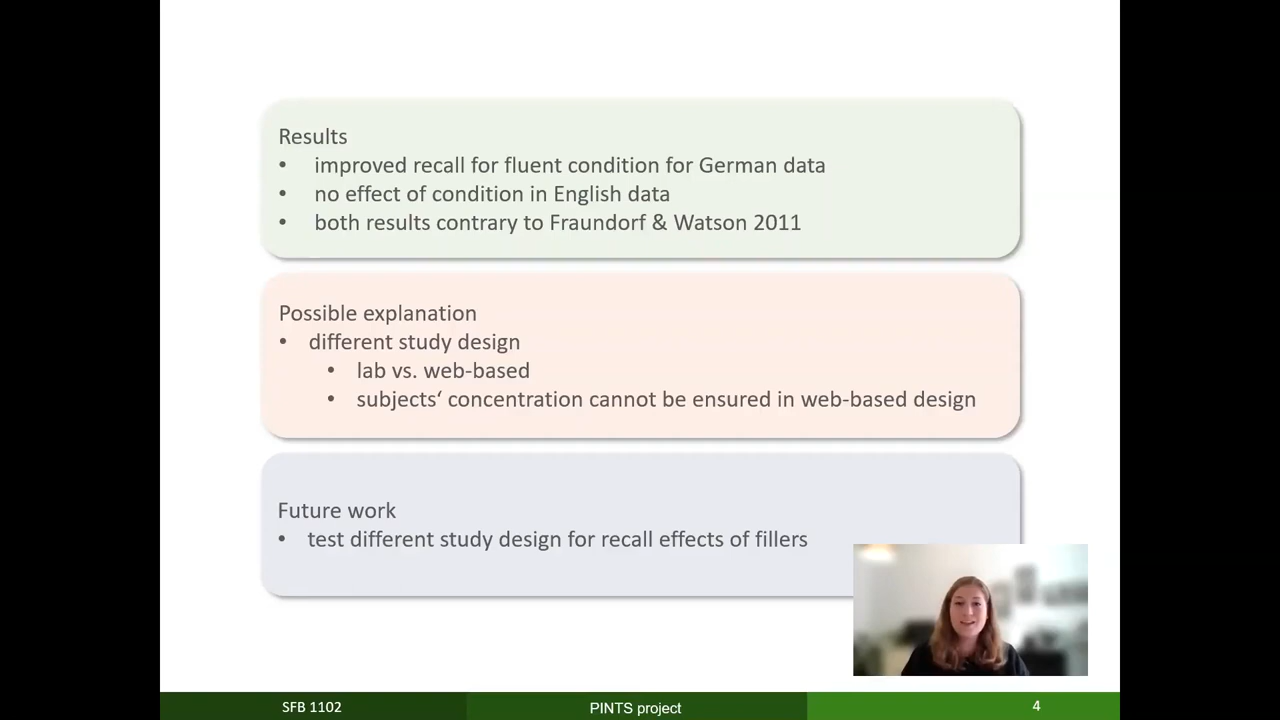 Results
• improved recall for fluent condition for German data
• no effect of condition in English data
• both results contrary to Fraundorf & Watson 2011
Possible explanation
• different study design
• lab vs. web-based
• subjects‘ concentration cannot be ensured in web-based design
Future work
• test different study design for recall effects of fillers
SFB 1102
PINTS project
4